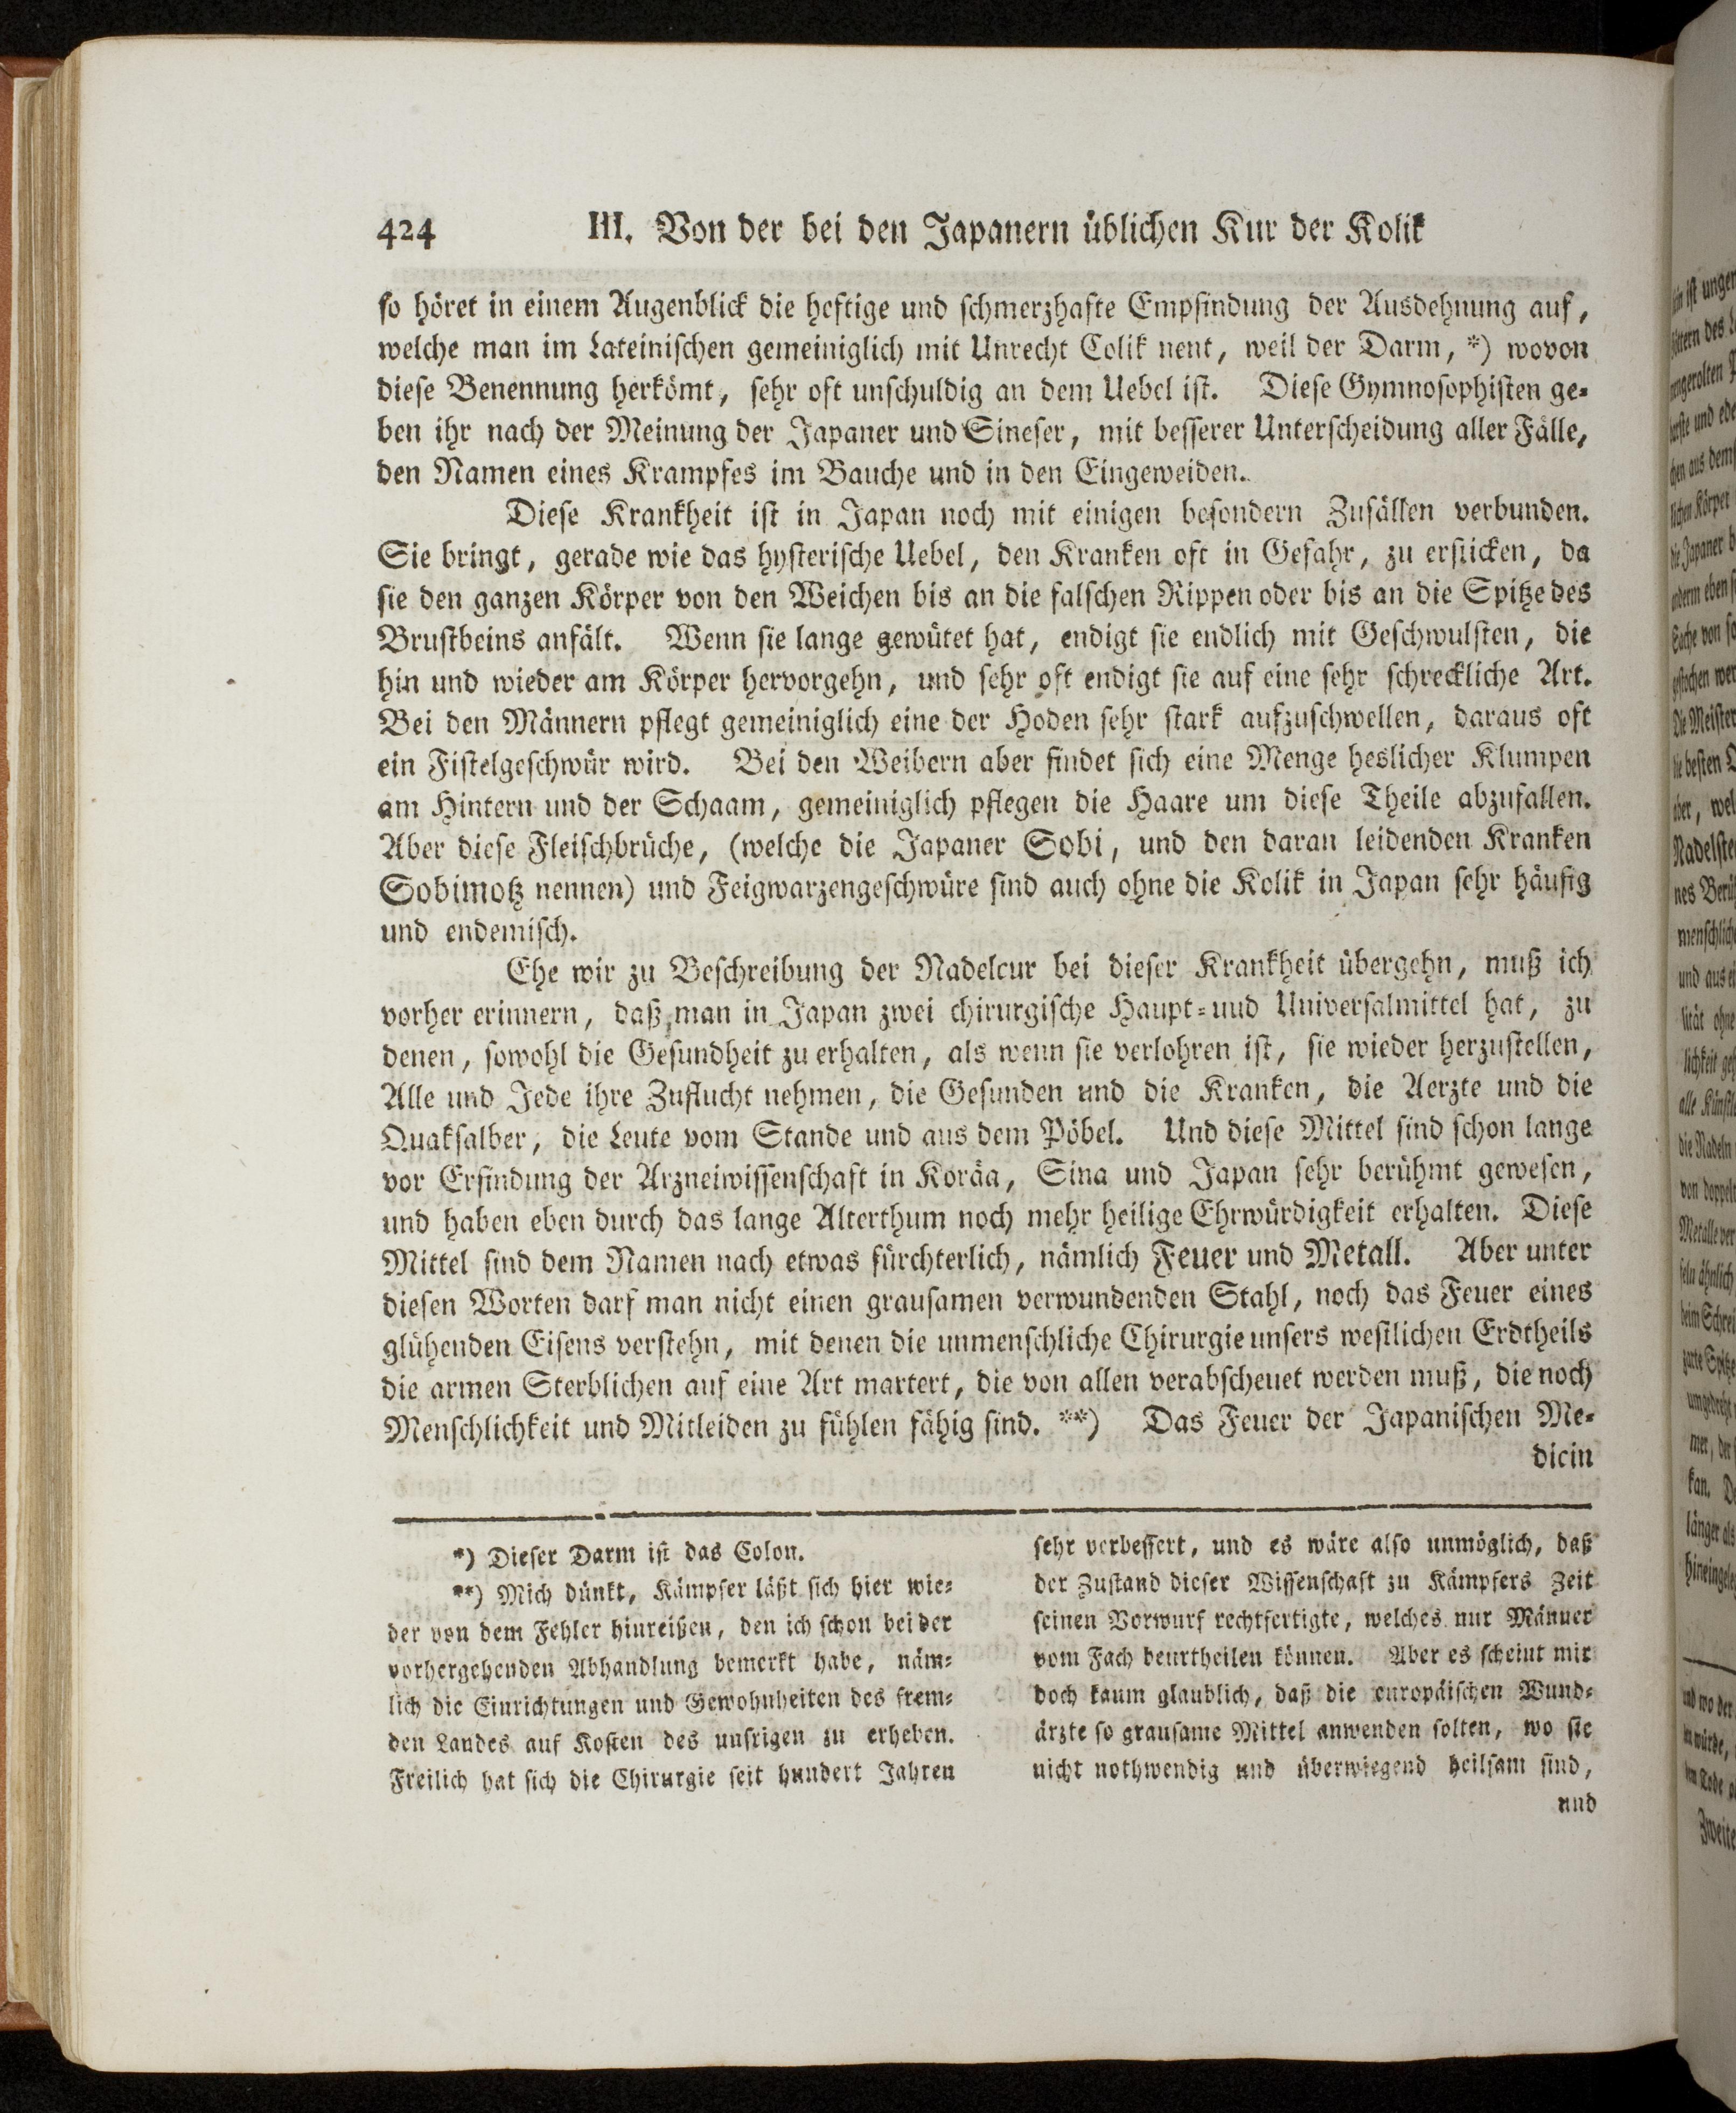 424 III. Von der bei den Japanern üblichen Kur der Kolik
so höret in einem Augenblick die heftige und schmerzhafte Empfindung der Ausdehnung auf,
welche man im Lateinischen gemeiniglich mit Unrecht Colik nent, weil der Darm, *) wovon
diese Benennung herkömt, sehr oft unschuldig an dem Uebel ist. Diese Gymnosophisten ge-
ben ihr nach der Meinung der Japaner und Sineser, mit besserer Unterscheidung aller Fälle,
den Namen eines Krampfes im Bauche und in den Eingeweiden.
Diese Krankheit ist in Japan noch mit einigen besondern Zufällen verbunden.
Sie bringt, gerade wie das hysterische Uebel, den Kranken oft in Gefahr, zu ersticken, da
sie den ganzen Körper von den Weichen bis an die falschen Rippen oder bis an die Spitze des
Brustbeins anfält. Wenn sie lange gewütet hat, endigt sie endlich mit Geschwulsten, die
hin und wieder am Körper hervorgehn, und sehr oft endigt sie auf eine sehr schreckliche Art.
Bei den Männern pflegt gemeiniglich eine der Hoden sehr stark aufzuschwellen, daraus oft
ein Fistelgeschwür wird. Bei den Weibern aber findet sich eine Menge heslicher Klumpen
am Hintern und der Schaam, gemeiniglich pflegen die Haare um diese Theile abzufallen.
Aber diese Fleischbrüche, (welche die Japaner Sobi, und den daran leidenden Kranken
Sobimotz nennen) und Feigwarzengeschwüre sind auch ohne die Kolik in Japan sehr häufig
und endemisch.
Ehe wir zu Beschreibung der Nadelcur bei dieser Krankheit übergehn, muß ich
vorher erinnern, daß man in Japan zwei chirurgische Haupt-und Universalmittel hat, zu
denen, sowohl die Gesundheit zu erhalten, als wenn sie verlohren ist, sie wieder herzustellen,
Alle und Jede ihre Zuflucht nehmen, die Gesunden und die Kranken, die Aerzte und die
Quaksalber, die Leute vom Stande und aus dem Pöbel. Und diese Mittel sind schon lange
vor Erfindung der Arzneiwissenschaft in Koräa, Sina und Japan sehr berühmt gewesen,
und haben eben durch das lange Alterthum noch mehr heilige Ehrwürdigkeit erhalten. Diese
Mittel sind dem Namen nach etwas fürchterlich, nämlich Feuer und Metall. Aber unter
diesen Worten darf man nicht einen grausamen verwundenden Stahl, noch das Feuer eines
glühenden Eisens verstehn, mit denen die unmenschliche Chirurgie unsers westlichen Erdtheils
die armen Sterblichen auf eine Art martert, die von allen verabscheuet werden muß, die noch
Menschlichkeit und Mitleiden zu fühlen fähig sind. **) Das Feuer der Japanischen Me-
dicin
*) Dieser Darm ist das Colon.
**) Mich dünkt, Kämpfer läßt sich hier wie-
der von dem Fehler hinreißen, den ich schon bei der
vorhergehenden Abhandlung bemerkt habe, näm-
lich die Einrichtungen und Gewohnheiten des frem-
den Landes auf Kosten des unsrigen zu erheben.
Freilich hat sich die Chirurgie seit hundert Jahren
sehr verbessert, und es wäre also unmöglich, daß
der Zustand dieser Wissenschaft zu Kämpfers Zeit
seinen Vorwurf rechtfertigte, welches nur Männer
vom Fach beurtheilen können. Aber es scheint mir
doch kaum glaublich, daß die europäischen Wund-
ärzte so grausame Mittel anwenden solten, wo sie
nicht nothwendig und überwiegend heilsam sind,
und